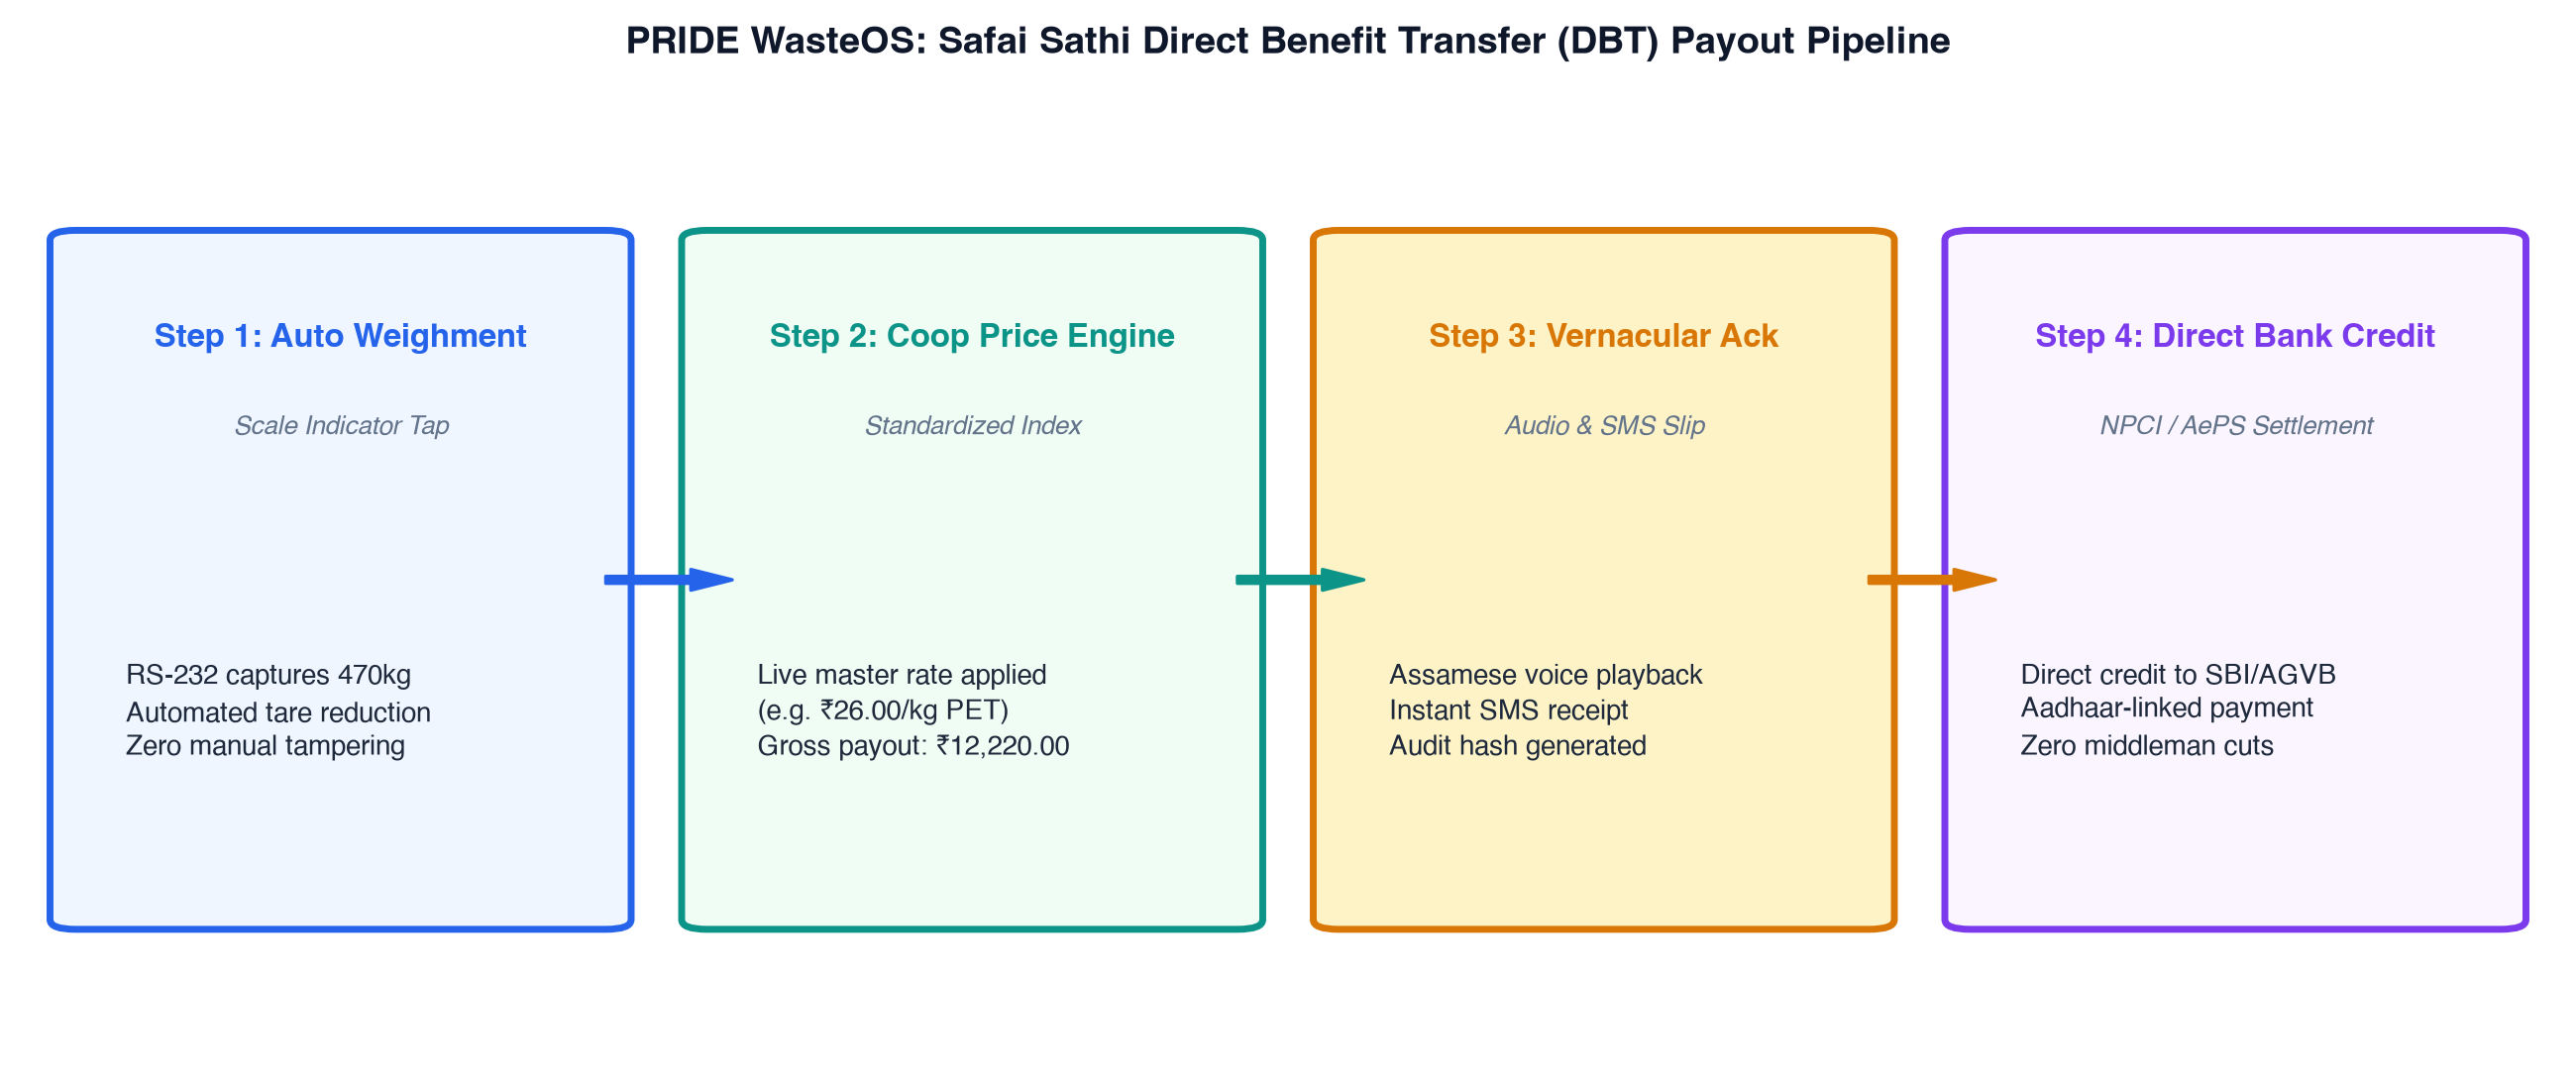 PRIDE WasteOS: Safai Sathi Direct Benefit Transfer (DBT) Payout Pipeline
Step 1: Auto Weighment
Scale Indicator Tap
RS-232 captures 470kg
Automated tare reduction
Zero manual tampering
Step 2: Coop Price Engine
Standardized Index
Live master rate applied
(e.g. ₹26.00/kg PET)
Gross payout: ₹12,220.00
Step 3: Vernacular Ack
Audio & SMS Slip
Assamese voice playback
Instant SMS receipt
Audit hash generated
Step 4: Direct Bank Credit
NPCI / AePS Settlement
Direct credit to SBI/AGVB
Aadhaar-linked payment
Zero middleman cuts